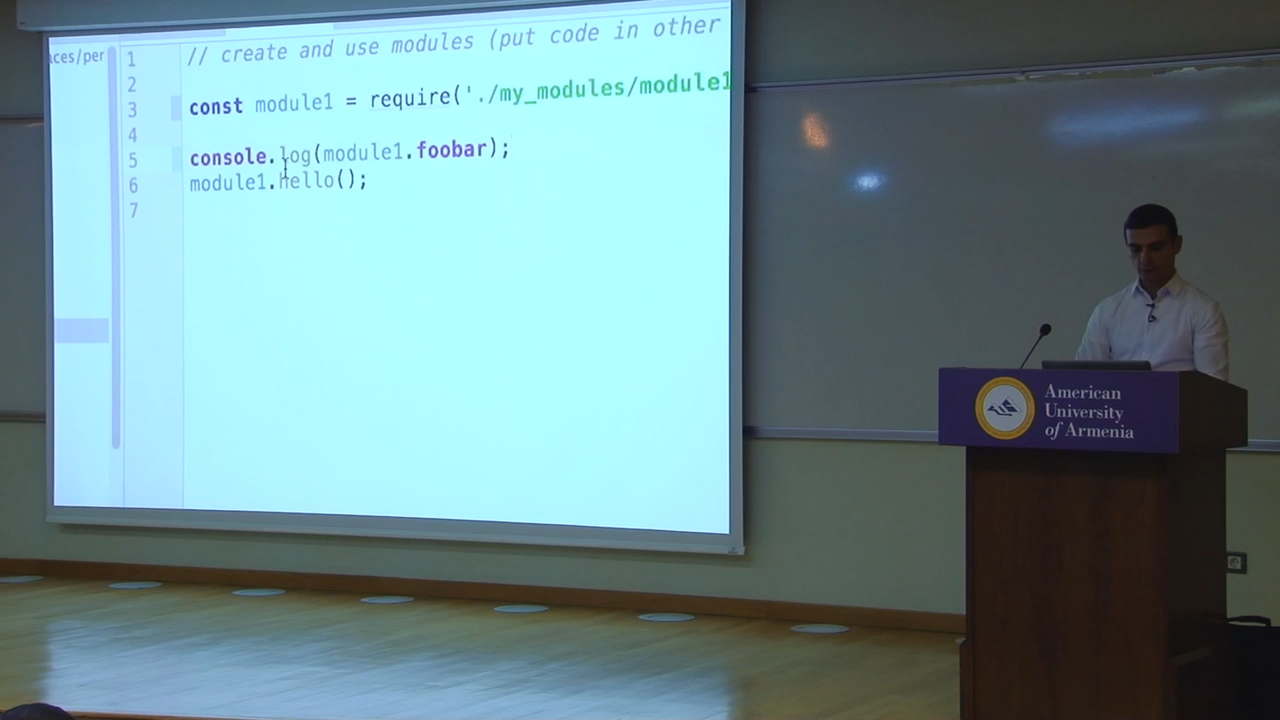 ces/per
1 // create and use modules (put code in other
2
3 const module1 = require('./my_modules/module1
4
5 console.log(module1.foobar);
6 module1.hello();
7
American
University
of Armenia